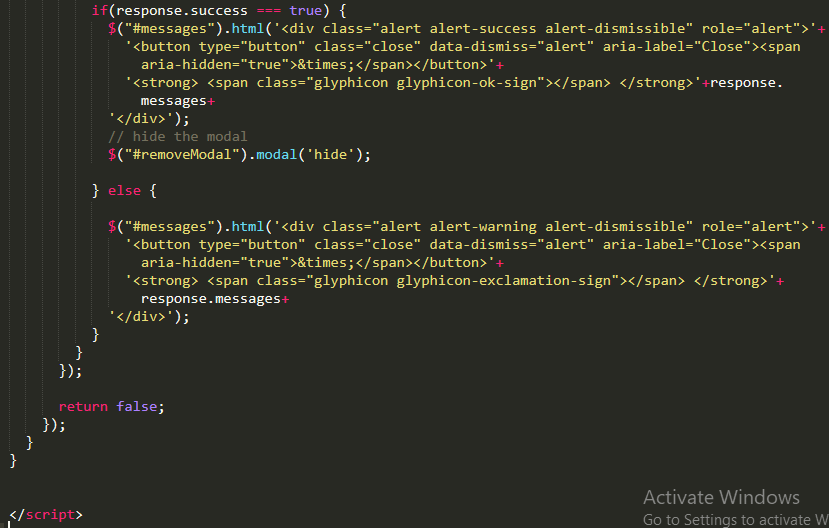 if(response.success === true) {
$("#messages").html('<div class="alert alert-success alert-dismissible" role="alert">'+
'<button type="button" class="close" data-dismiss="alert" aria-label="Close"><span
aria-hidden="true">&times;</span></button>'+
'<strong> <span class="glyphicon glyphicon-ok-sign"></span> </strong>'+response.
messages+
'</div>');
// hide the modal
$("#removeModal").modal('hide');
} else {
$("#messages").html('<div class="alert alert-warning alert-dismissible" role="alert">'+
'<button type="button" class="close" data-dismiss="alert" aria-label="Close"><span
aria-hidden="true">&times;</span></button>'+
'<strong> <span class="glyphicon glyphicon-exclamation-sign"></span> </strong>'+
response.messages+
'</div>');
}
}
});
return false;
});
}
}
</script>
Activate Windows
Go to Settings to activate W